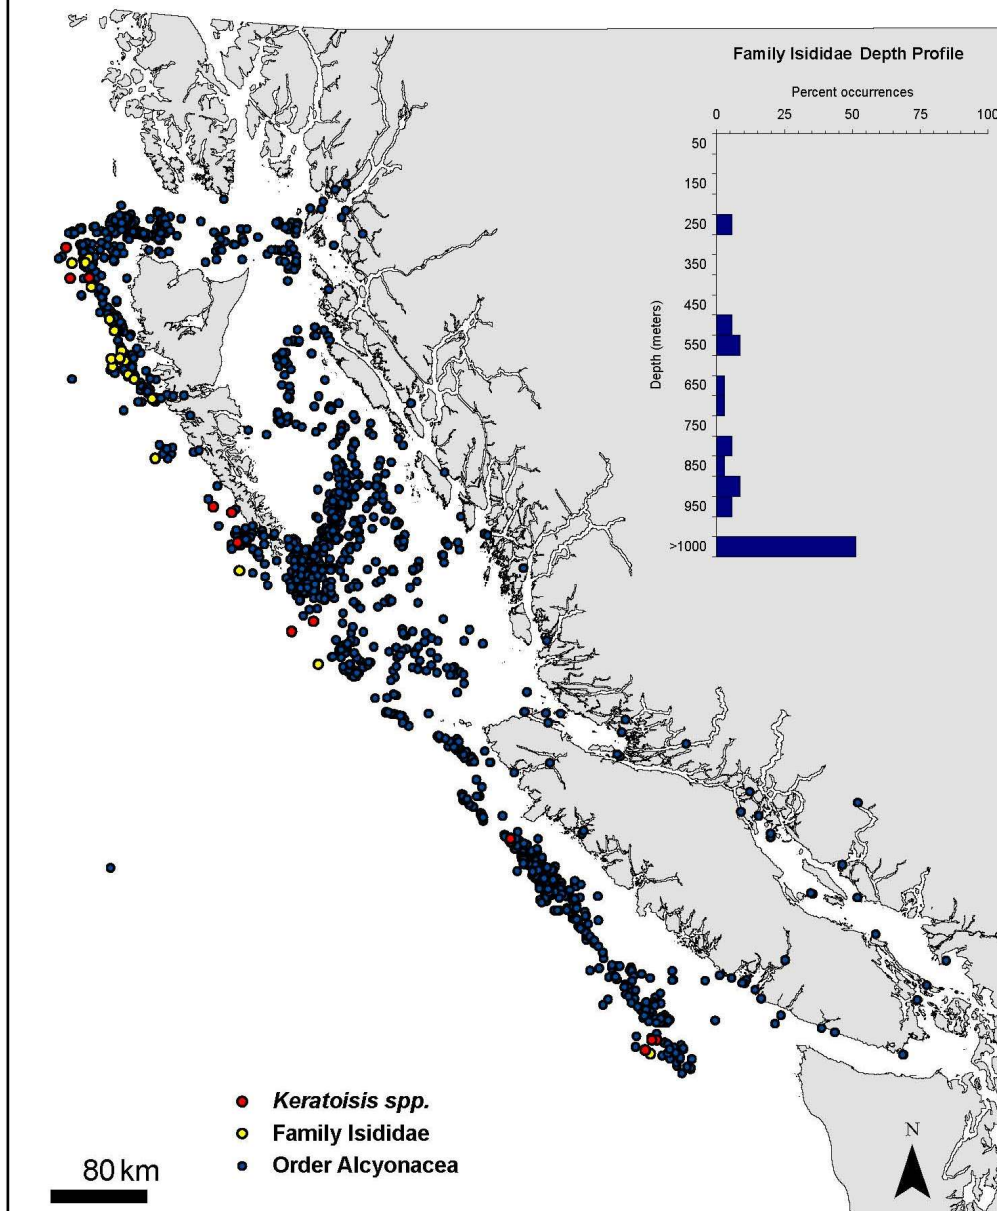 Family Isididae Depth Profile
Percent occurrences
0 25 50 75 100
50
150
250
350
450
550
650
750
850
950
>1000
Depth (meters)
Keratoisis spp.
Family Isididae
Order Alcyonacea
80 km
N